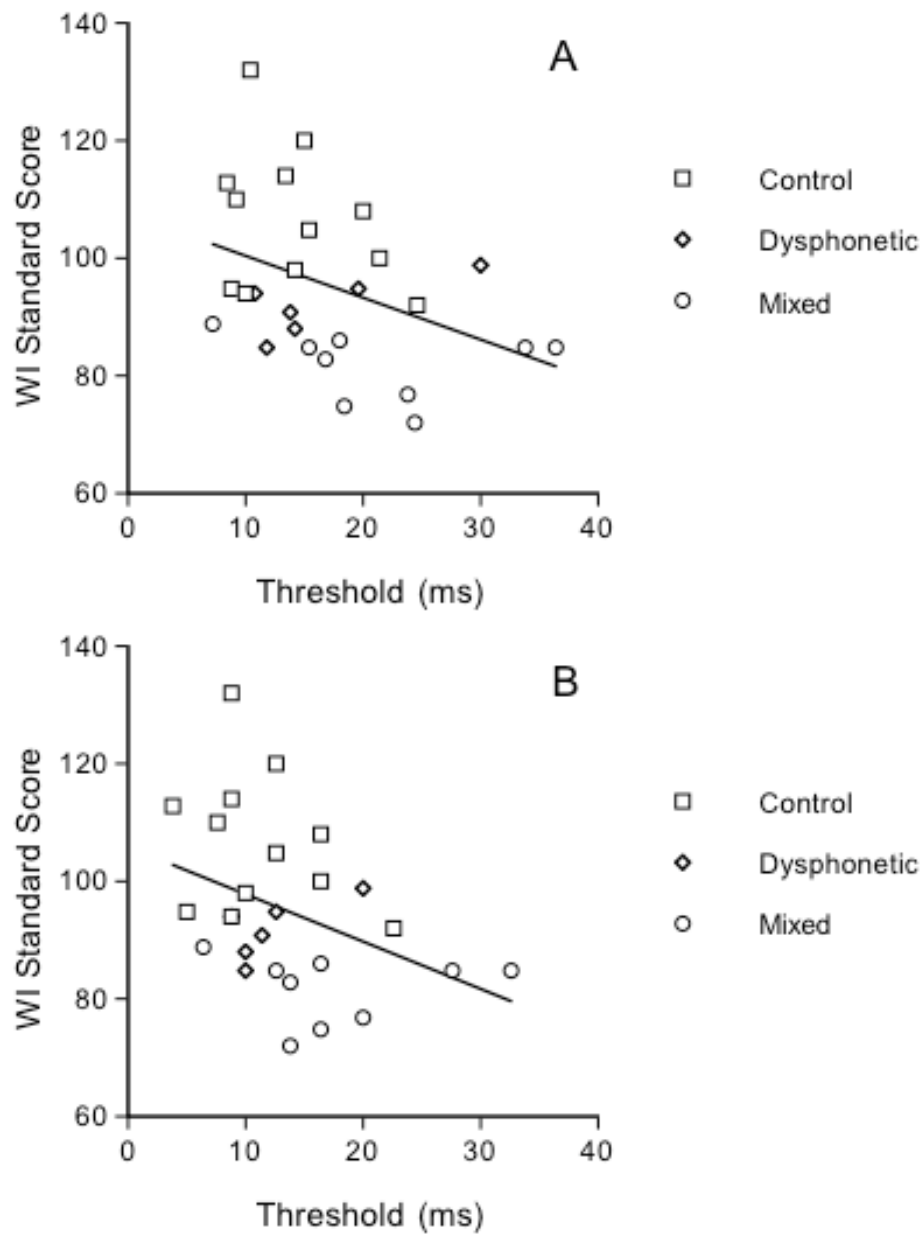 A
140
120
100
80
60
WI Standard Score
0 10 20 30 40
Threshold (ms)
Control
Dysphonetic
Mixed
B
140
120
100
80
60
WI Standard Score
0 10 20 30 40
Threshold (ms)
Control
Dysphonetic
Mixed